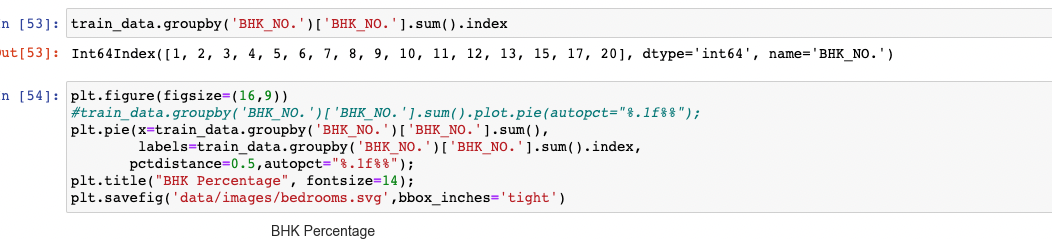 n [53]: train_data.groupby('BHK_NO.')['BHK_NO.'].sum().index
ut[53]: Int64Index([1, 2, 3, 4, 5, 6, 7, 8, 9, 10, 11, 12, 13, 15, 17, 20], dtype='int64', name='BHK_NO.')
n [54]: plt.figure(figsize=(16,9))
#train_data.groupby('BHK_NO.')['BHK_NO.'].sum().plot.pie(autopct="%.1f%%");
plt.pie(x=train_data.groupby('BHK_NO.')['BHK_NO.'].sum(),
labels=train_data.groupby('BHK_NO.')['BHK_NO.'].sum().index,
pctdistance=0.5,autopct="%.1f%%");
plt.title("BHK Percentage", fontsize=14);
plt.savefig('data/images/bedrooms.svg',bbox_inches='tight')
BHK Percentage